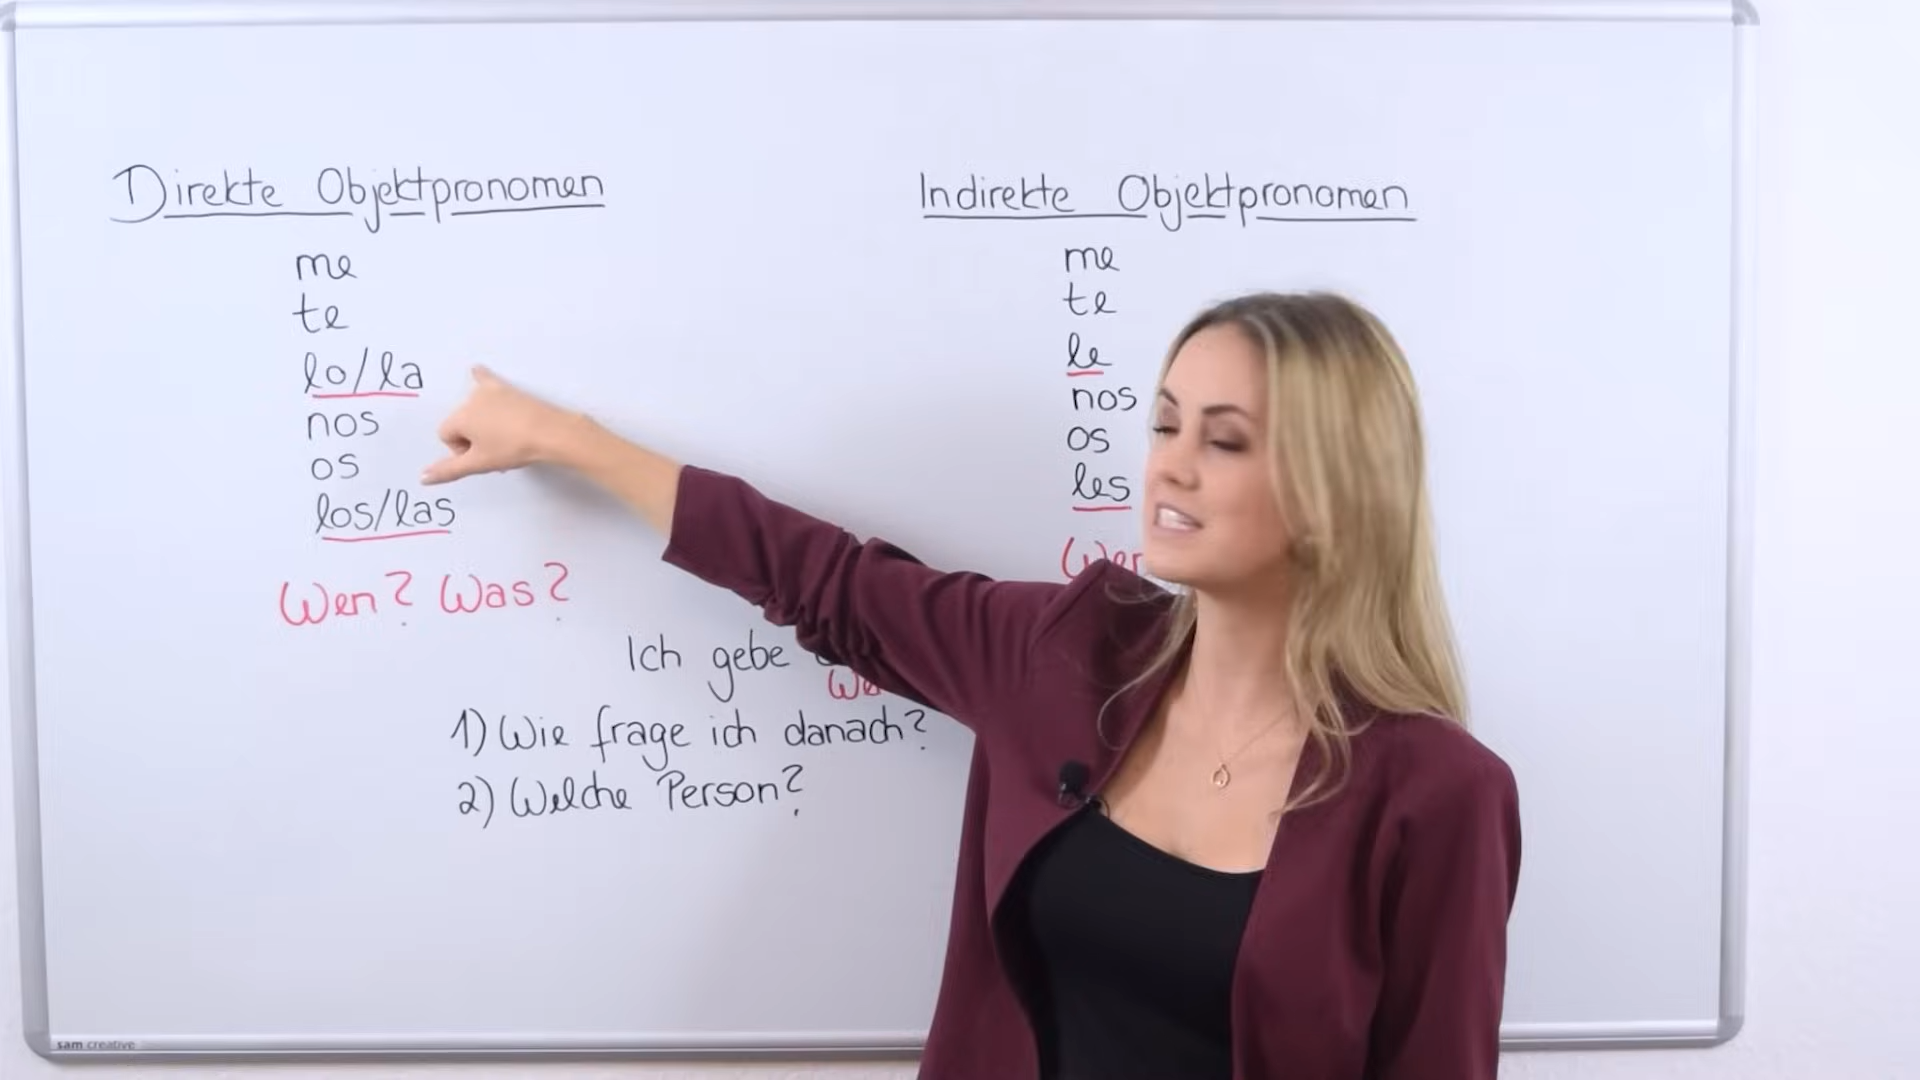 Direkte Objektpronomen
me
te
lo/la
nos
os
los/las
Wen? Was?
Indirekte Objektpronomen
me
te
le
nos
os
les
Ich gebe
1) Wie frage ich danach?
2) Welche Person?
sam creative